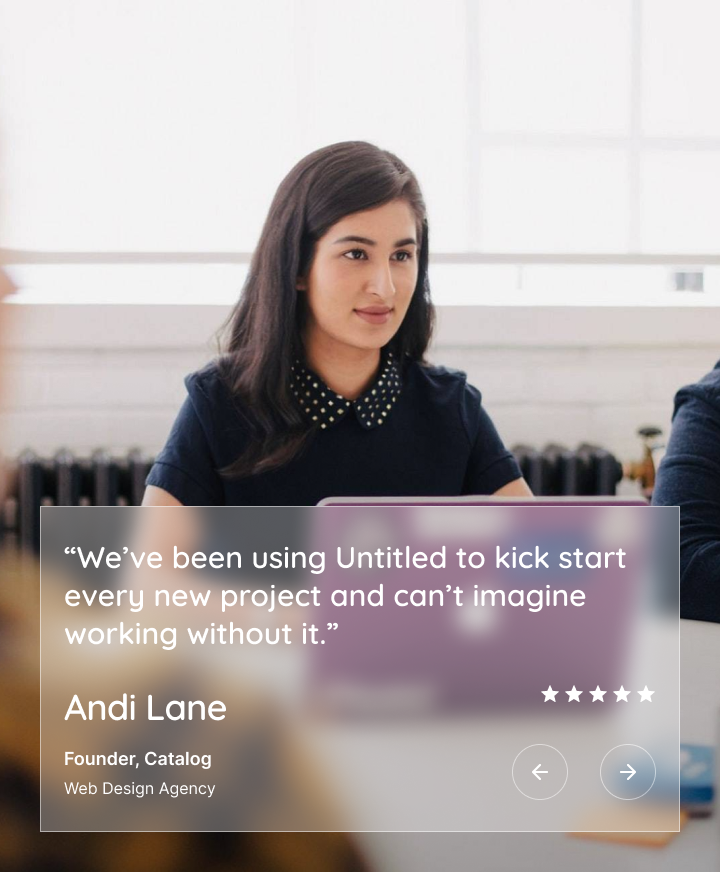 “We’ve been using Untitled to kick start
every new project and can’t imagine
working without it.”
Andi Lane
Founder, Catalog
Web Design Agency